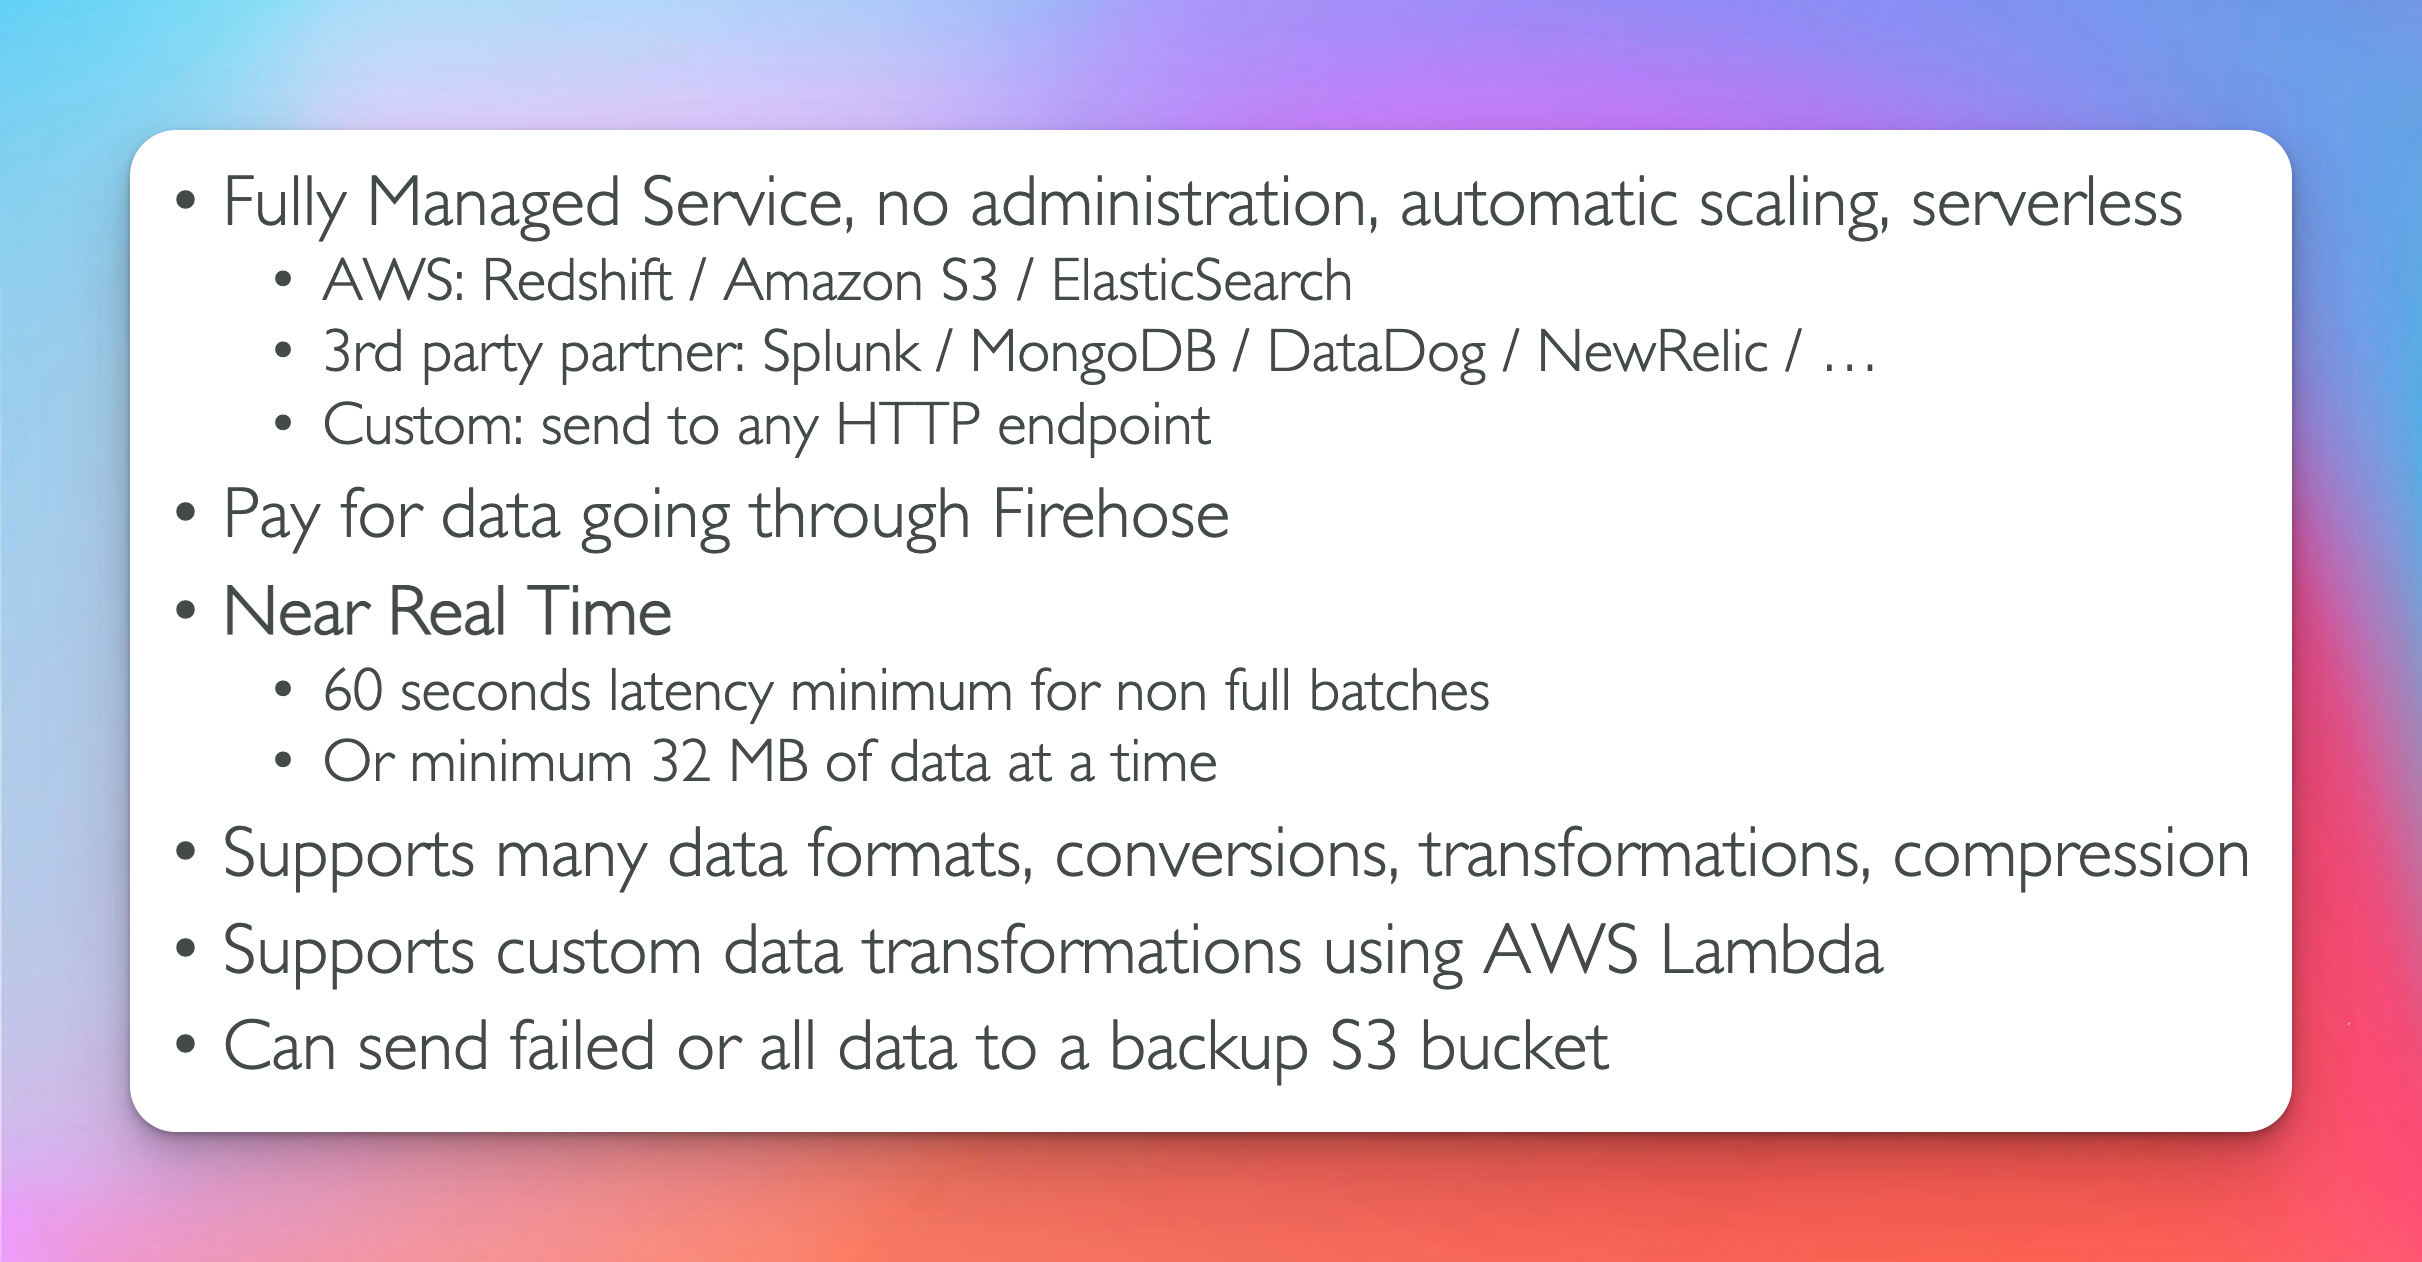 • Fully Managed Service, no administration, automatic scaling, serverless
• AWS: Redshift / Amazon S3 / ElasticSearch
• 3rd party partner: Splunk / MongoDB / DataDog / NewRelic / …
• Custom: send to any HTTP endpoint
• Pay for data going through Firehose
• Near Real Time
• 60 seconds latency minimum for non full batches
• Or minimum 32 MB of data at a time
• Supports many data formats, conversions, transformations, compression
• Supports custom data transformations using AWS Lambda
• Can send failed or all data to a backup S3 bucket